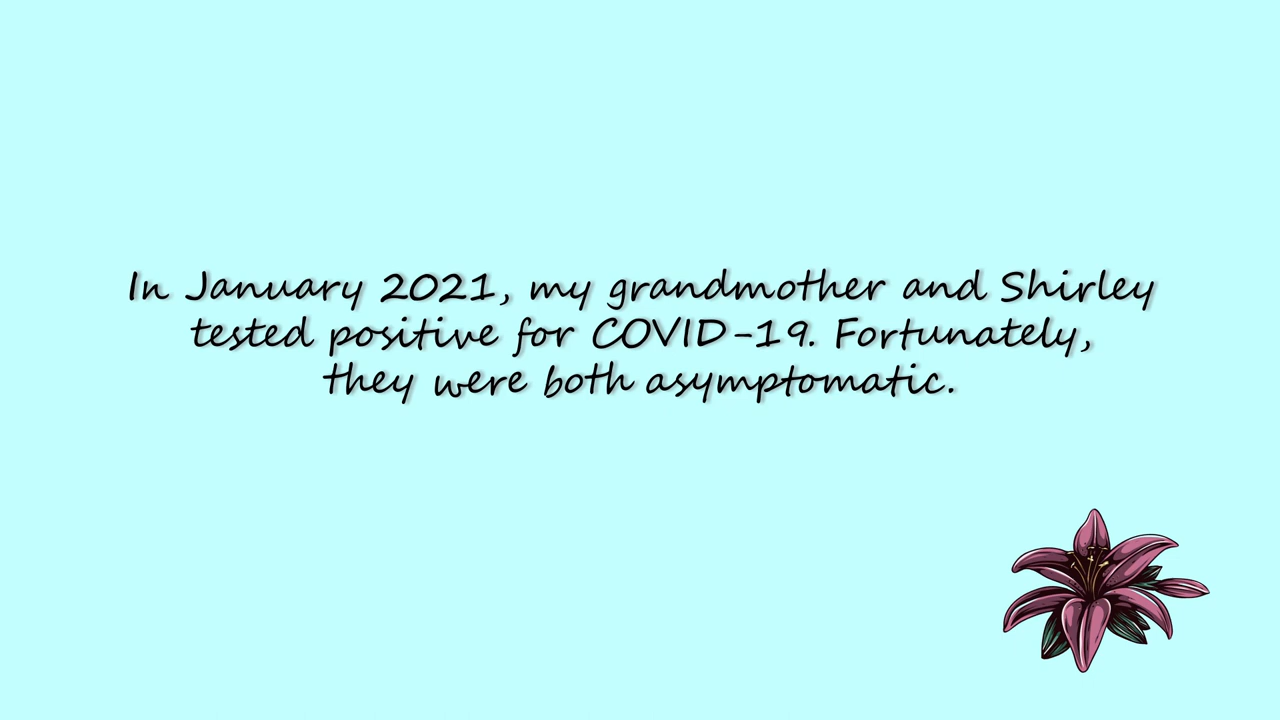 In January 2021, my grandmother and Shirley
tested positive for COVID-19. Fortunately,
they were both asymptomatic.